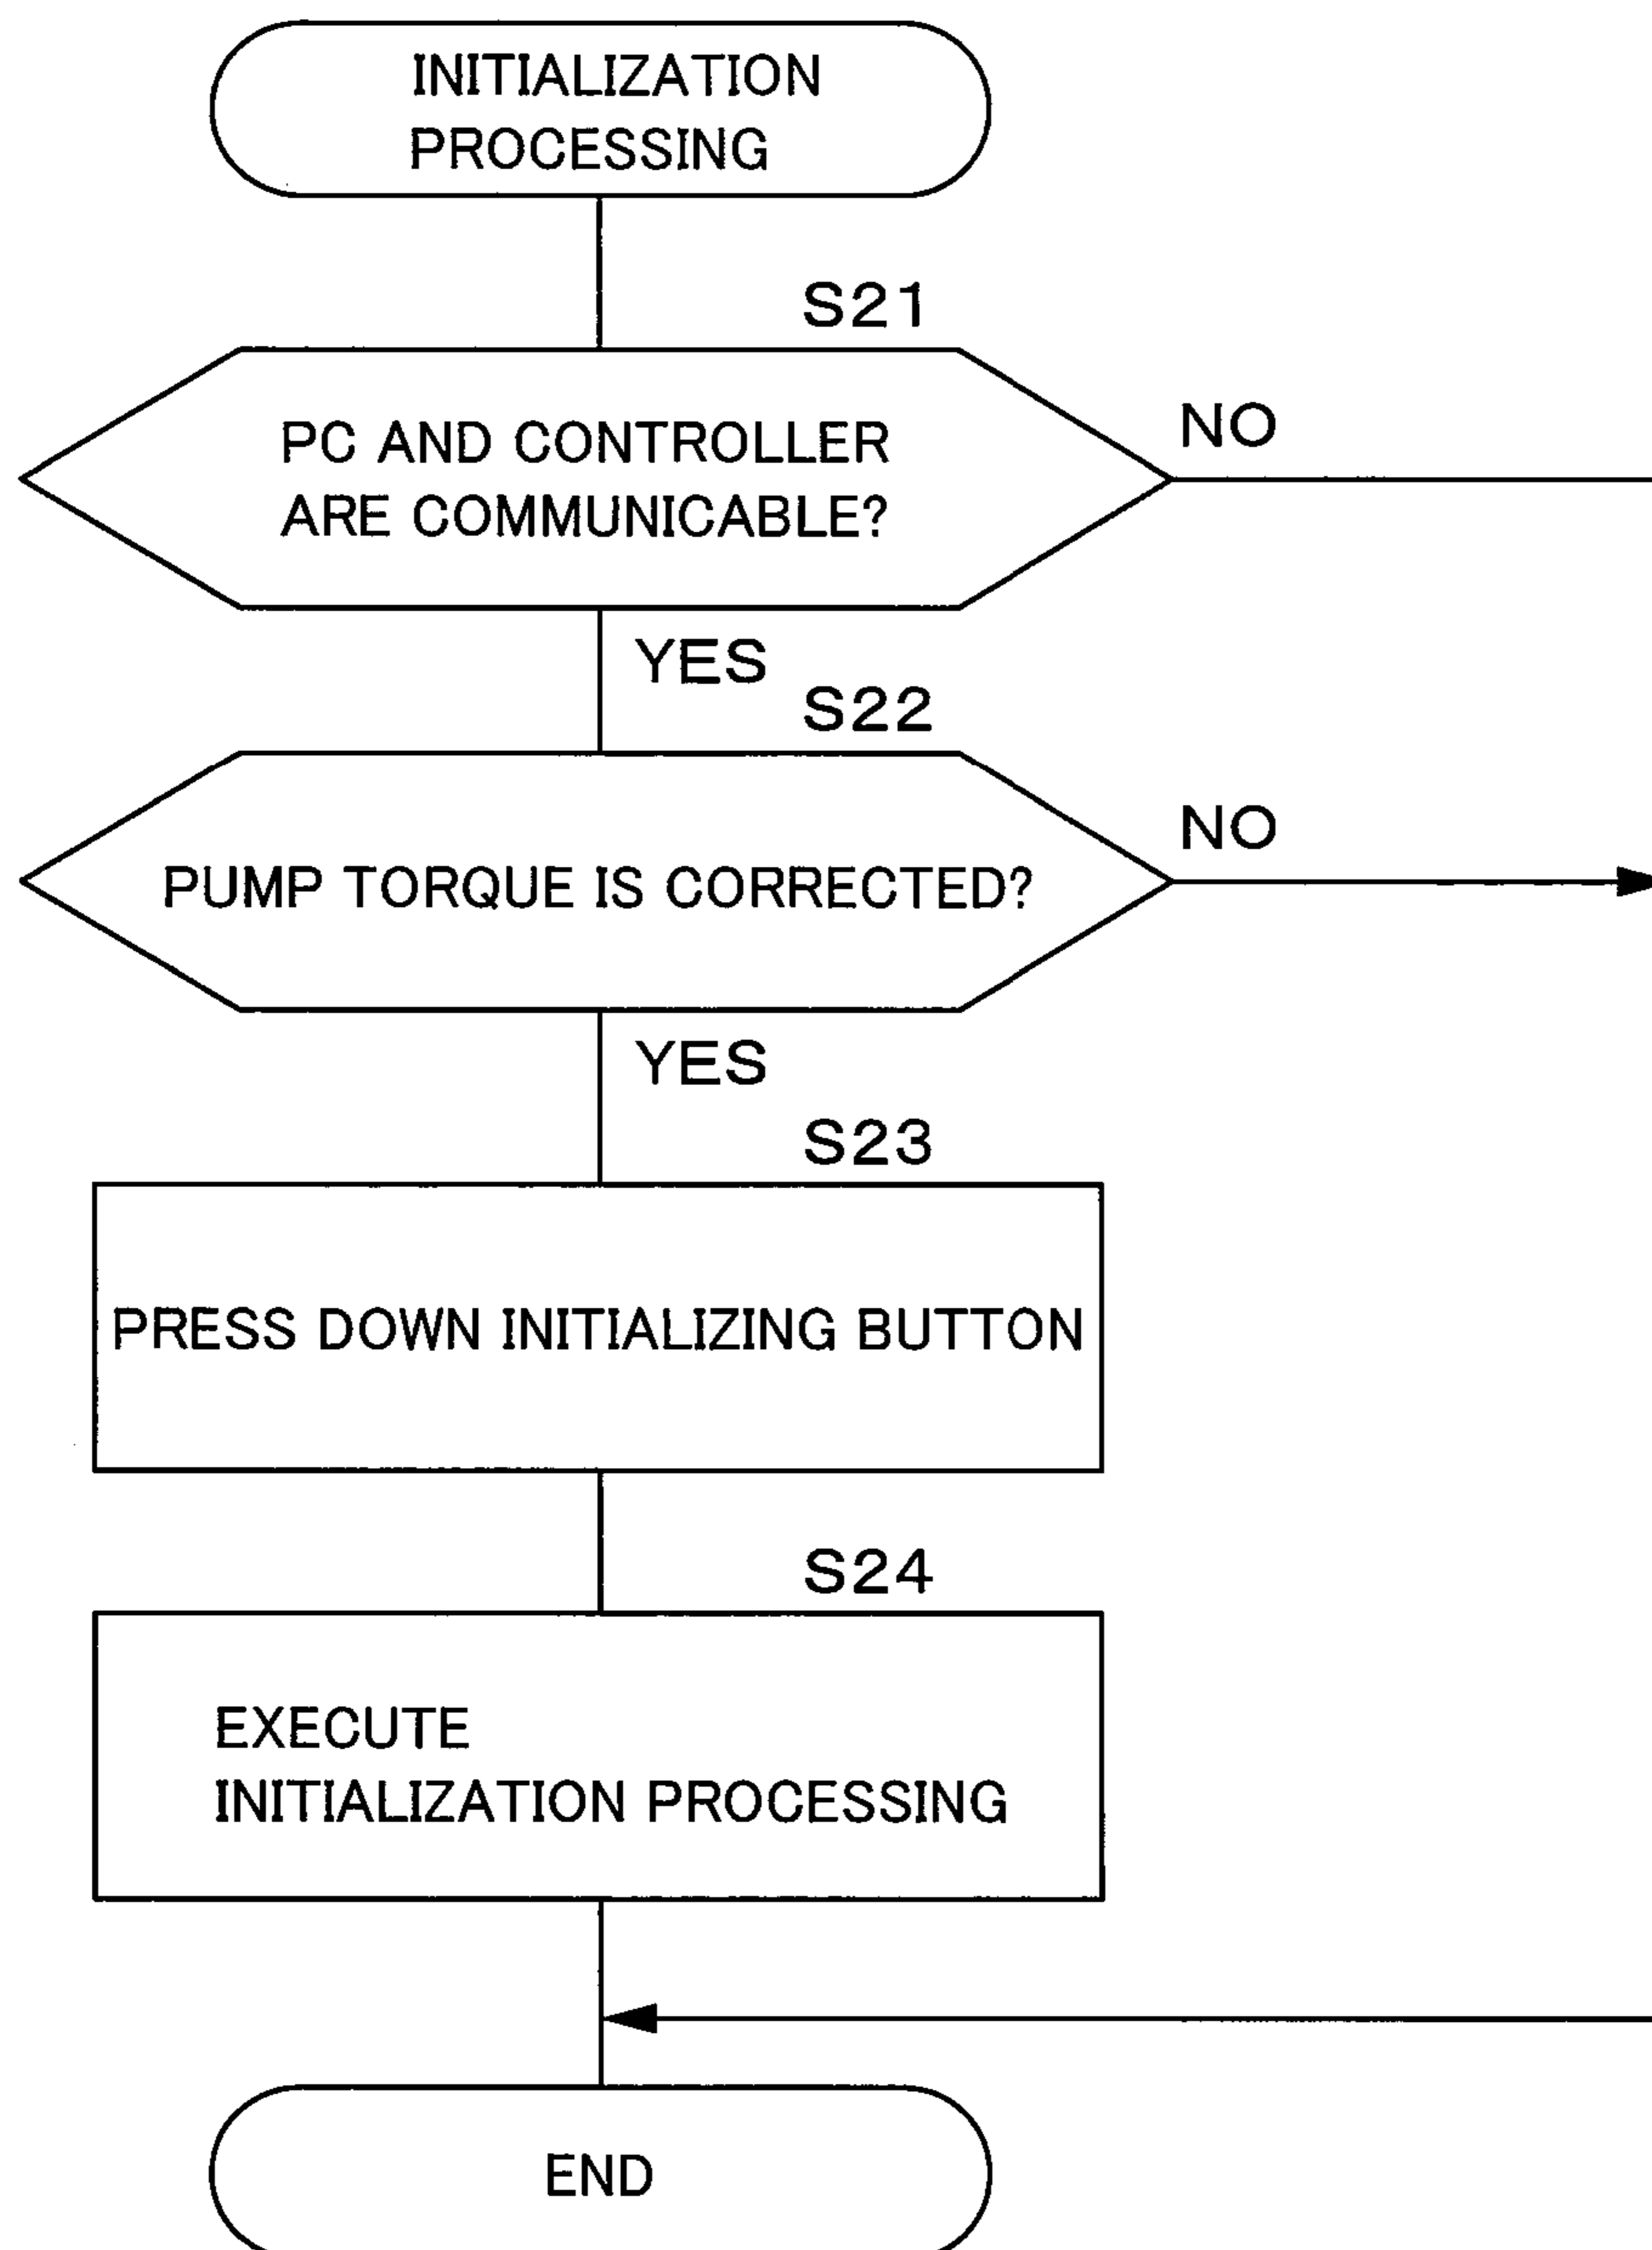 INITIALIZATION
PROCESSING
S21
PC AND CONTROLLER
ARE COMMUNICABLE?
NO
YES
S22
PUMP TORQUE IS CORRECTED?
NO
YES
S23
PRESS DOWN INITIALIZING BUTTON
S24
EXECUTE
INITIALIZATION PROCESSING
END